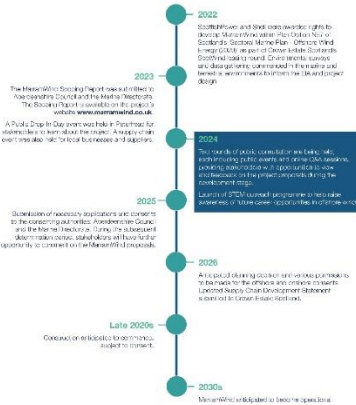 2022
ScottishPower and Shell were awarded rights to
develop MarramWind Plan Option NE7 of
Scotland's 'Sectoral Marine Plan - Offshore Wind
Energy (2020)' as part of Crown Estate Scotland's
ScotWind leasing round. Environmental surveys
and data gathering commenced in the marine and
terrestrial environments to inform the EIA and project
design
2023
The MarramWind Scoping Report was submitted to
Aberdeenshire Council and the Marine Directorate.
The Scoping Report is available on the project's
website www.marramwind.co.uk
A Public Drop In Day event was held in Peterhead for
stakeholders to learn about the project. A supply chain
event was also held for local businesses and suppliers.
2024
Two rounds of public consultation are being held,
each including public events and online Q&A sessions,
providing stakeholders with opportunities to view
and feedback on the project proposals during the
development stage.
Launch of STEM outreach programme to help raise
awareness of future career opportunities in offshore wind
2025
Submission of necessary applications and consents
to the consenting authorities: Aberdeenshire Council
and the Marine Directorate. During the subsequent
determination period, stakeholders will have further
opportunity to comment on the MarramWind proposals.
2026
Anticipated planning decision and various permissions
to be made for the offshore and onshore consents.
Updated Supply Chain Development Statement
submitted to Crown Estate Scotland.
Late 2020s
Construction anticipated to commence,
subject to consent.
2030s
MarramWind anticipated to become operational